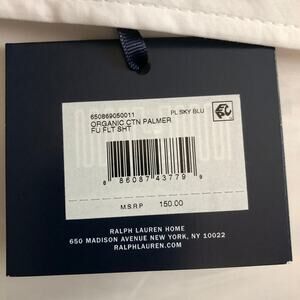 650869050011 PL SKY BLU
ORGANIC CTN PALMER
FU FLT SHT
8 86087 43779 9
M.S.R.P 150.00
RALPH LAUREN HOME
650 MADISON AVENUE NEW YORK, NY 10022
RALPHLAUREN.COM